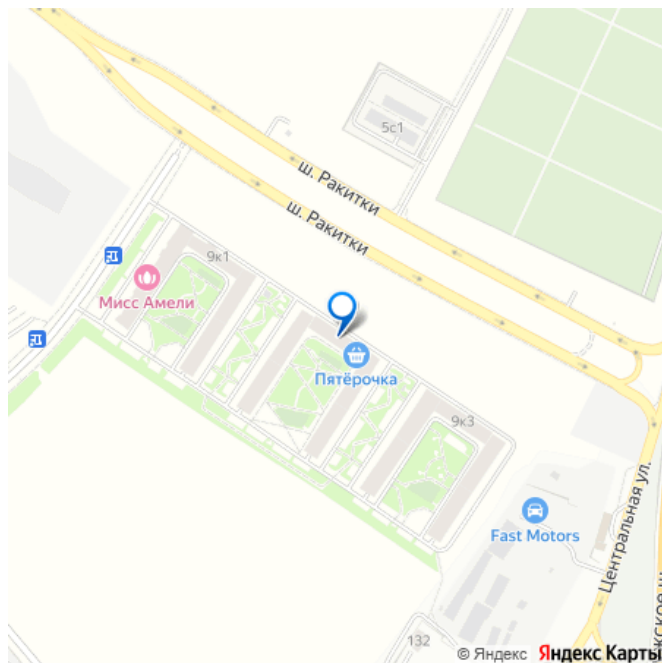 5с1
ш. Ракитки
ш. Ракитки
9к1
Мисс Амели
Пятёрочка
9к3
Fast Motors
Центральная ул.
132
© Яндекс Яндекс Карты